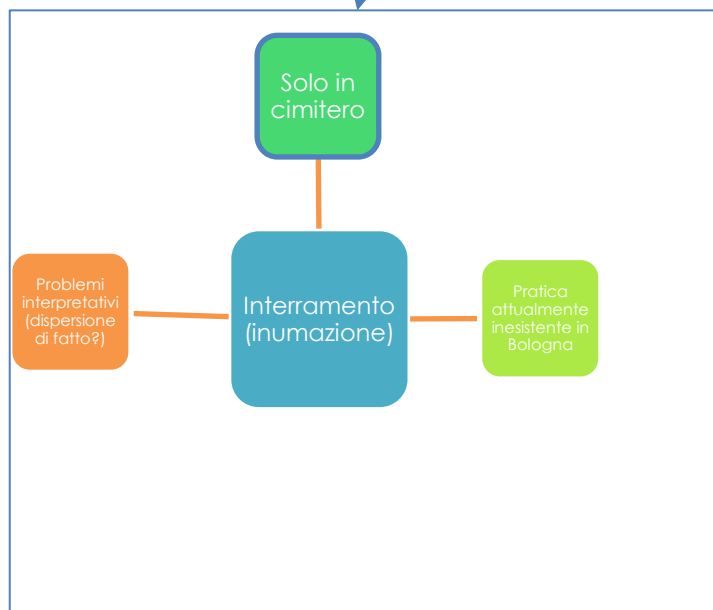 Solo in
cimitero
Problemi
interpretativi
(dispersione
di fatto?)
Interramento
(inumazione)
Pratica
attualmente
inesistente in
Bologna